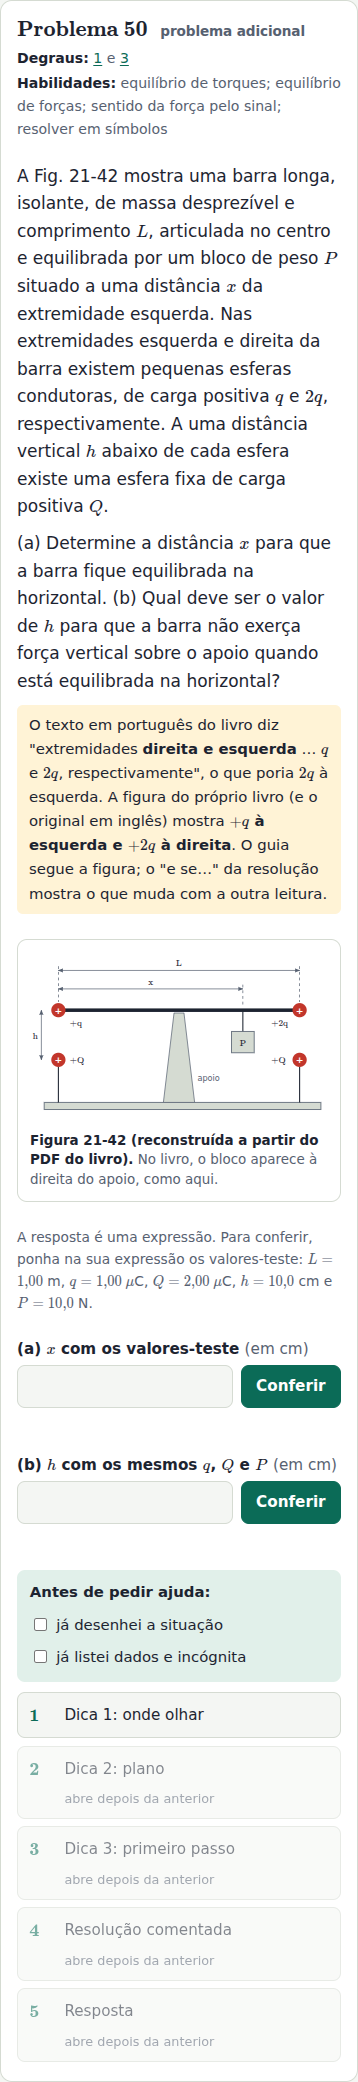 Problema 50 problema adicional
Degraus: 1 e 3
Habilidades: equilíbrio de torques; equilíbrio
de forças; sentido da força pelo sinal;
resolver em símbolos
A Fig. 21-42 mostra uma barra longa,
isolante, de massa desprezível e
comprimento L, articulada no centro
e equilibrada por um bloco de peso P
situado a uma distância x da
extremidade esquerda. Nas
extremidades esquerda e direita da
barra existem pequenas esferas
condutoras, de carga positiva q e 2q,
respectivamente. A uma distância
vertical h abaixo de cada esfera
existe uma esfera fixa de carga
positiva Q.
(a) Determine a distância x para que
a barra fique equilibrada na
horizontal. (b) Qual deve ser o valor
de h para que a barra não exerça
força vertical sobre o apoio quando
está equilibrada na horizontal?
O texto em português do livro diz
"extremidades direita e esquerda ... q
e 2q, respectivamente", o que poria 2q à
esquerda. A figura do próprio livro (e o
original em inglês) mostra +q à
esquerda e +2q à direita. O guia
segue a figura; o "e se…" da resolução
mostra o que muda com a outra leitura.
L
x
+q
+2q
h
+Q
+Q
P
apoio
Figura 21-42 (reconstruída a partir do
PDF do livro). No livro, o bloco aparece à
direita do apoio, como aqui.
A resposta é uma expressão. Para conferir,
ponha na sua expressão os valores-teste: L =
1,00 m, q = 1,00 μC, Q = 2,00 μC, h = 10,0 cm e
P = 10,0 N.
(a) x com os valores-teste (em cm)
Conferir
(b) h com os mesmos q, Q e P (em cm)
Conferir
Antes de pedir ajuda:
já desenhei a situação
já listei dados e incógnita
1 Dica 1: onde olhar
2 Dica 2: plano
abre depois da anterior
3 Dica 3: primeiro passo
abre depois da anterior
4 Resolução comentada
abre depois da anterior
5 Resposta
abre depois da anterior